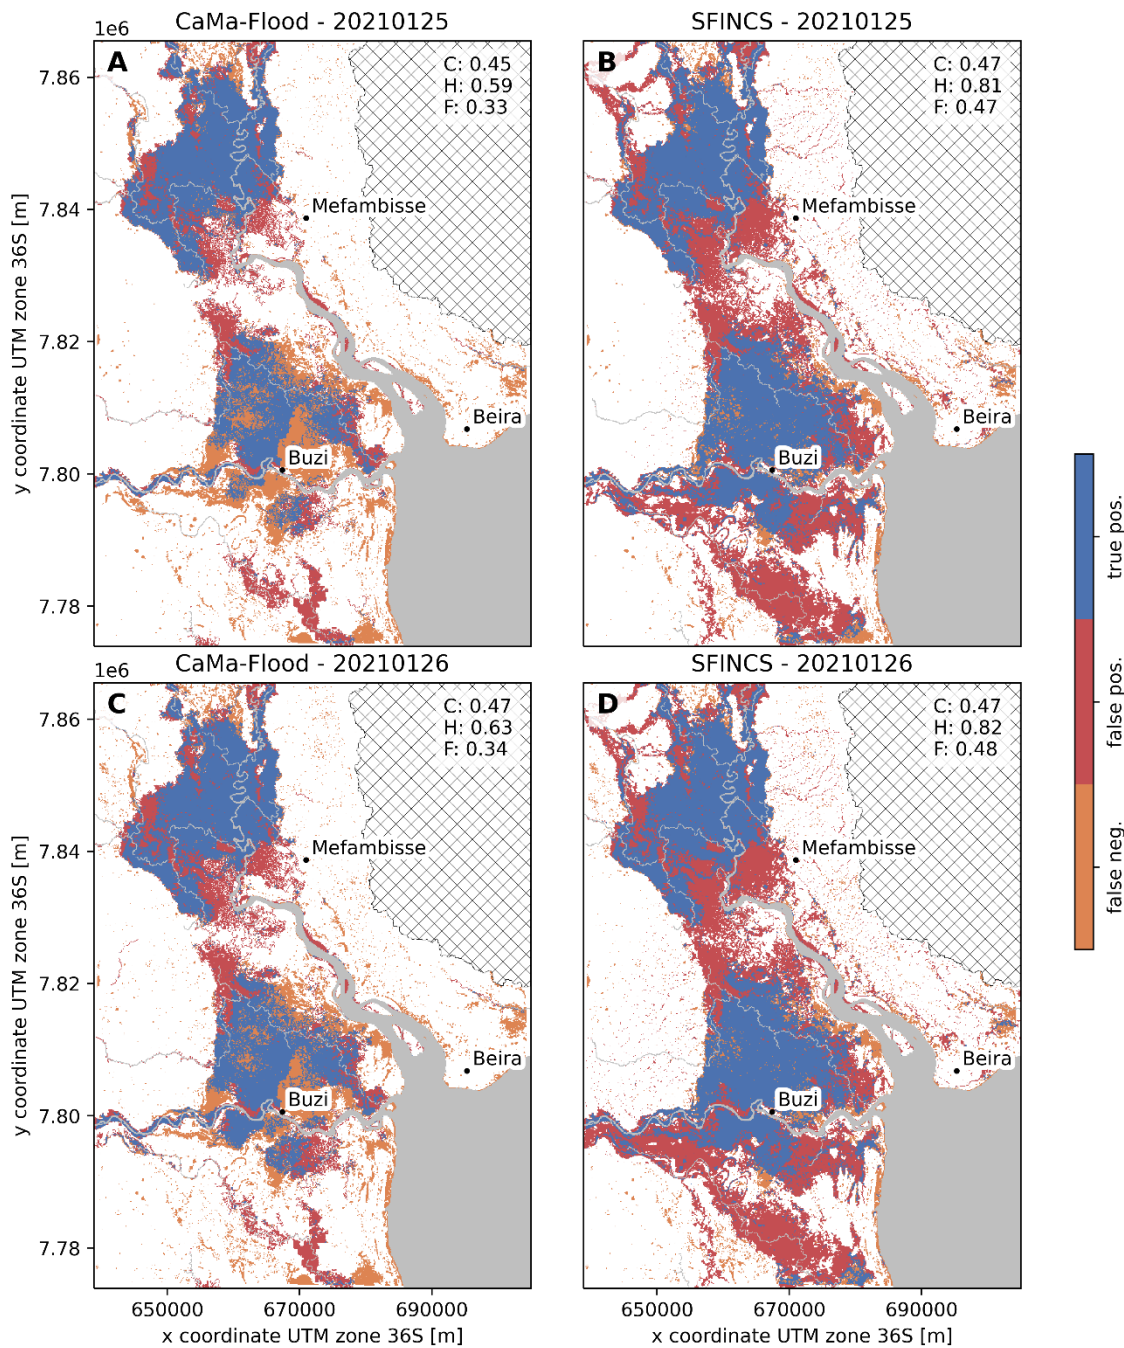 CaMa-Flood - 20210125
SFINCS - 20210125
1e6
A
C: 0.45
H: 0.59
F: 0.33
B
C: 0.47
H: 0.81
F: 0.47
7.86
7.84
7.82
7.80
7.78
y coordinate UTM zone 36S [m]
Mefambisse
Beira
Buzi
Mefambisse
Beira
Buzi
CaMa-Flood - 20210126
SFINCS - 20210126
1e6
C
C: 0.47
H: 0.63
F: 0.34
D
C: 0.47
H: 0.82
F: 0.48
7.86
7.84
7.82
7.80
7.78
y coordinate UTM zone 36S [m]
Mefambisse
Beira
Buzi
Mefambisse
Beira
Buzi
650000 670000 690000
x coordinate UTM zone 36S [m]
650000 670000 690000
x coordinate UTM zone 36S [m]
true pos.
false pos.
false neg.